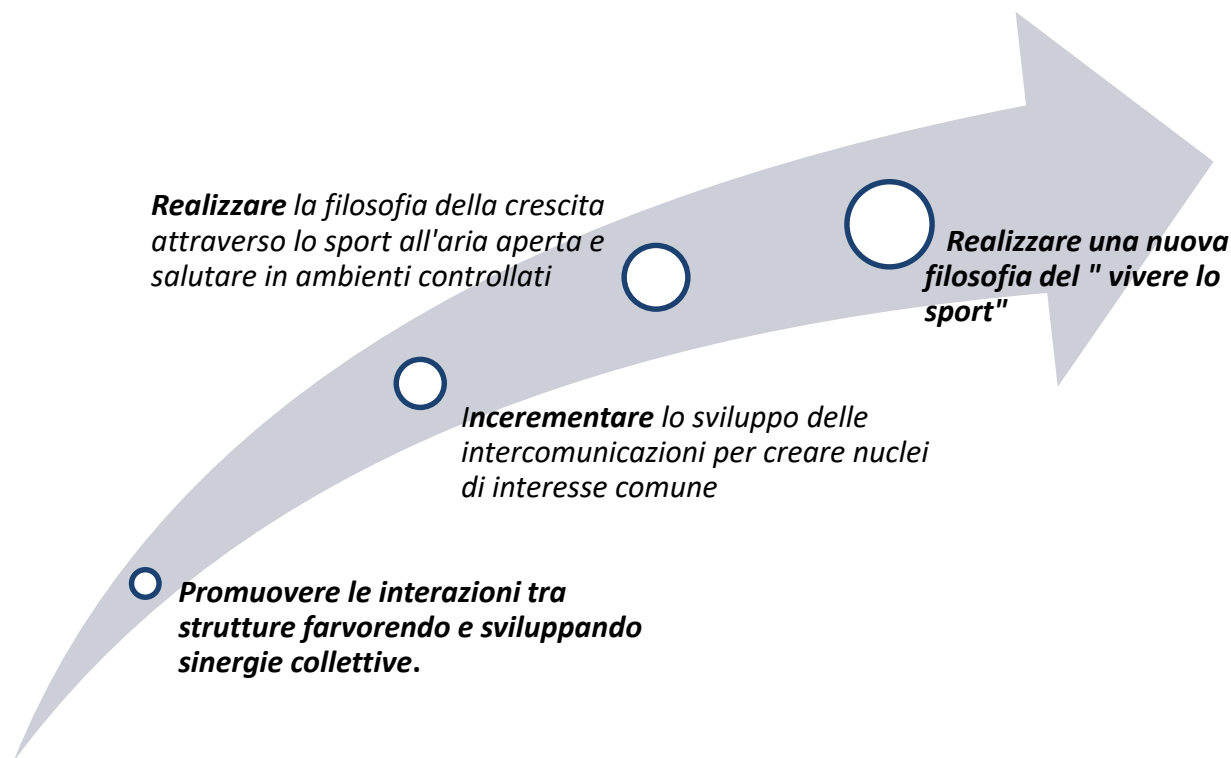 Realizzare la filosofia della crescita
attraverso lo sport all'aria aperta e
salutare in ambienti controllati
Realizzare una nuova
filosofia del " vivere lo
sport"
Incerementare lo sviluppo delle
intercomunicazioni per creare nuclei
di interesse comune
Promuovere le interazioni tra
strutture farvorendo e sviluppando
sinergie collettive.